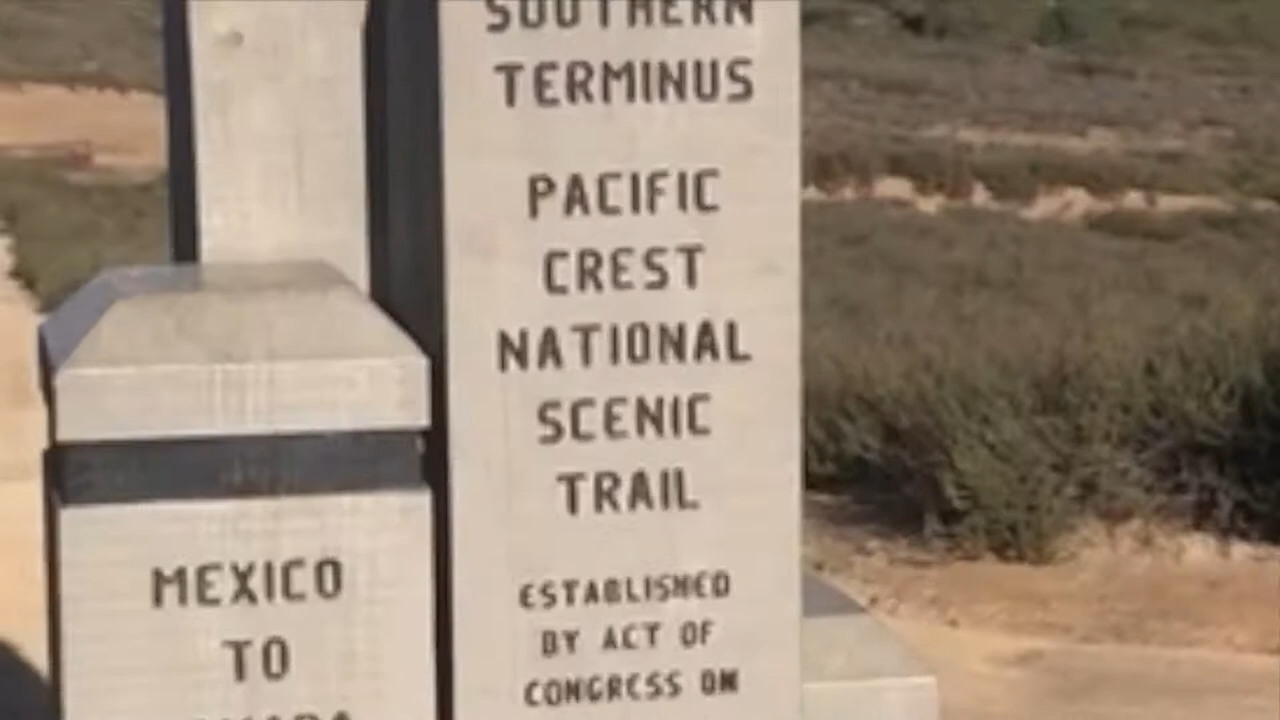 SOUTHERN
TERMINUS
PACIFIC
CREST
NATIONAL
SCENIC
TRAIL
ESTABLISHED
BY ACT OF
CONGRESS ON
MEXICO
TO